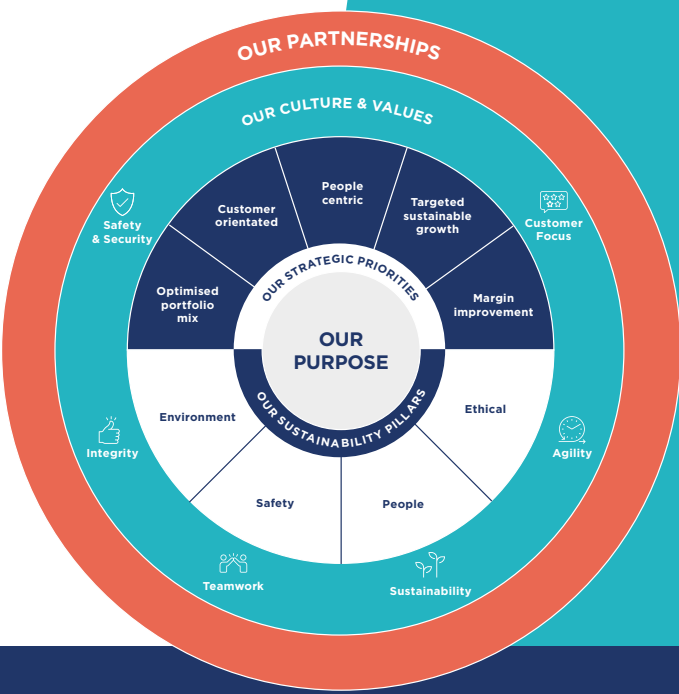 OUR PARTNERSHIPS
OUR CULTURE & VALUES
People
centric
Customer
orientated
Targeted
sustainable
growth
Safety
& Security
Customer
Focus
Optimised
portfolio
mix
Margin
improvement
OUR STRATEGIC PRIORITIES
OUR
PURPOSE
OUR SUSTAINABILITY PILLARS
Environment
Ethical
Safety
People
Integrity
Agility
Teamwork
Sustainability